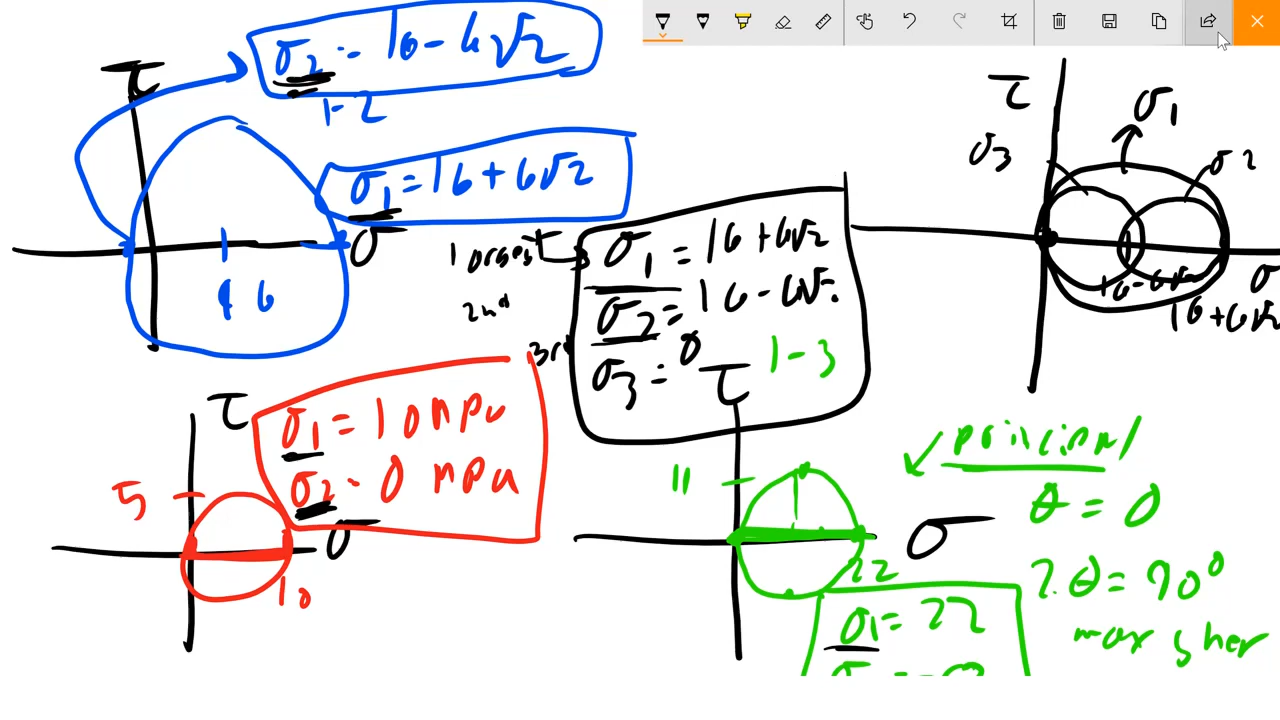 σ2 = 16 - 6√2
τ
1-2
σ1 = 16 + 6√2
σ
16
τ
σ1
σ3
σ2
16-6√2
σ
16+6√2
largest
2nd
3rd
σ1 = 16 + 6√2
σ2 = 16 - 6√2
σ3 = 0
1-3
τ
σ1 = 10 MPa
σ2 = 0 MPa
5
10
σ
τ
11
22
σ
principal
θ = 0
2θ = 90°
max sher
σ1 = 22